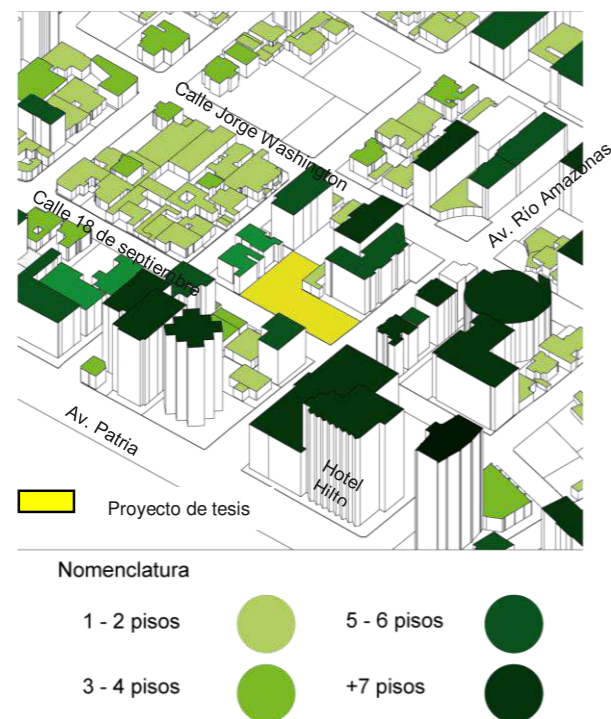 Calle Jorge Washington
Av. Río Amazonas
Calle 18 de septiembre
Av. Patria
Hotel
Hilto
Proyecto de tesis
Nomenclatura
1 - 2 pisos
5 - 6 pisos
3 - 4 pisos
+7 pisos